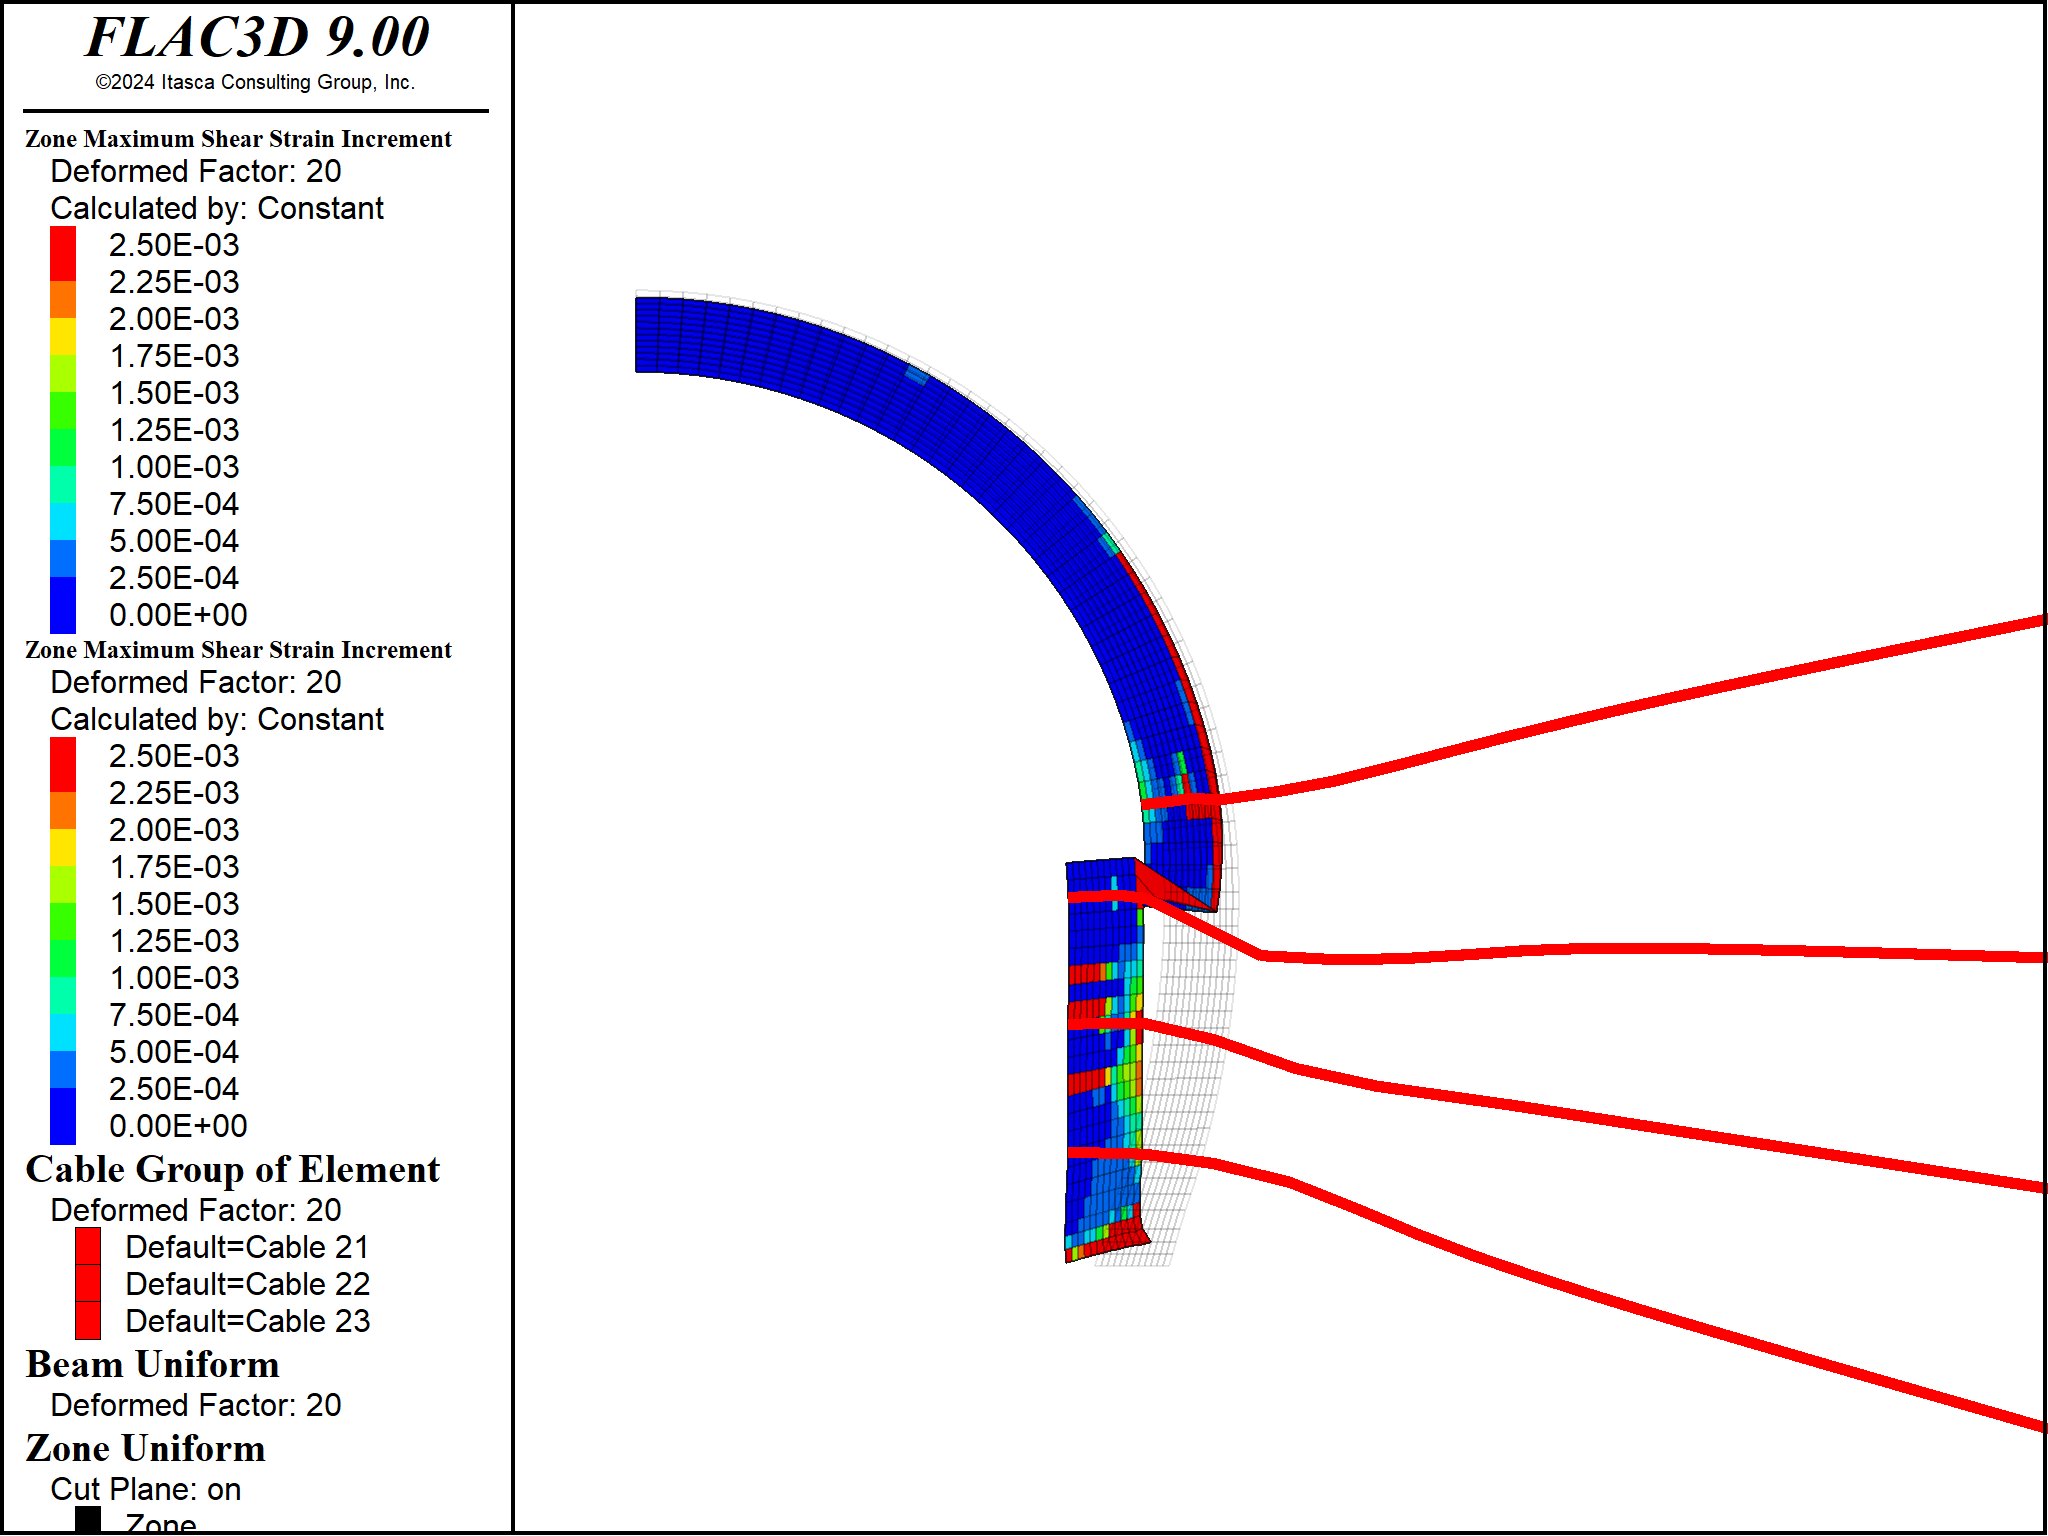 FLAC3D 9.00
©2024 Itasca Consulting Group, Inc.
Zone Maximum Shear Strain Increment
Deformed Factor: 20
Calculated by: Constant
2.50E-03
2.25E-03
2.00E-03
1.75E-03
1.50E-03
1.25E-03
1.00E-03
7.50E-04
5.00E-04
2.50E-04
0.00E+00
Zone Maximum Shear Strain Increment
Deformed Factor: 20
Calculated by: Constant
2.50E-03
2.25E-03
2.00E-03
1.75E-03
1.50E-03
1.25E-03
1.00E-03
7.50E-04
5.00E-04
2.50E-04
0.00E+00
Cable Group of Element
Deformed Factor: 20
Default=Cable 21
Default=Cable 22
Default=Cable 23
Beam Uniform
Deformed Factor: 20
Zone Uniform
Cut Plane: on
Zone